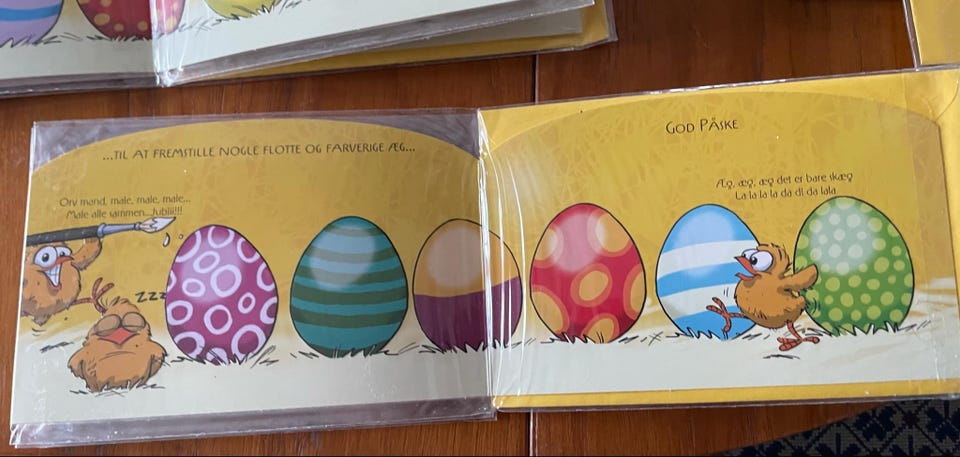 ...TIL AT FREMSTILLE NOGLE FLOTTE OG FARVERIGE ÆG...
Orv mand, male, male, male...
Male alle sammen...Jubiii!!!
ZZZ
GOD PÅSKE
Æg, æg, æg det er bare skæg
La la la la da di da lala